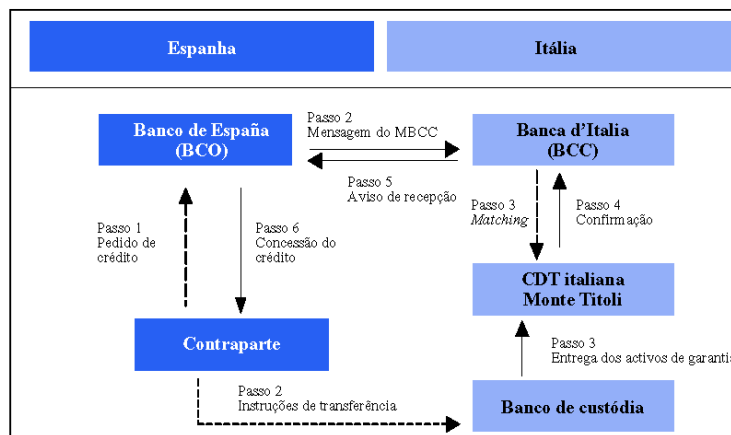 Espanha
Itália
Banco de España
(BCO)
Passo 2
Mensagem do MBCC
Banca d'Italia
(BCC)
Passo 5
Aviso de recepção
Passo 1
Pedido de
crédito
Passo 6
Concessão do
crédito
Passo 3
Matching
Passo 4
Confirmação
CDT italiana
Monte Titoli
Contraparte
Passo 3
Entrega dos activos de garantia
Passo 2
Instruções de transferência
Banco de custódia